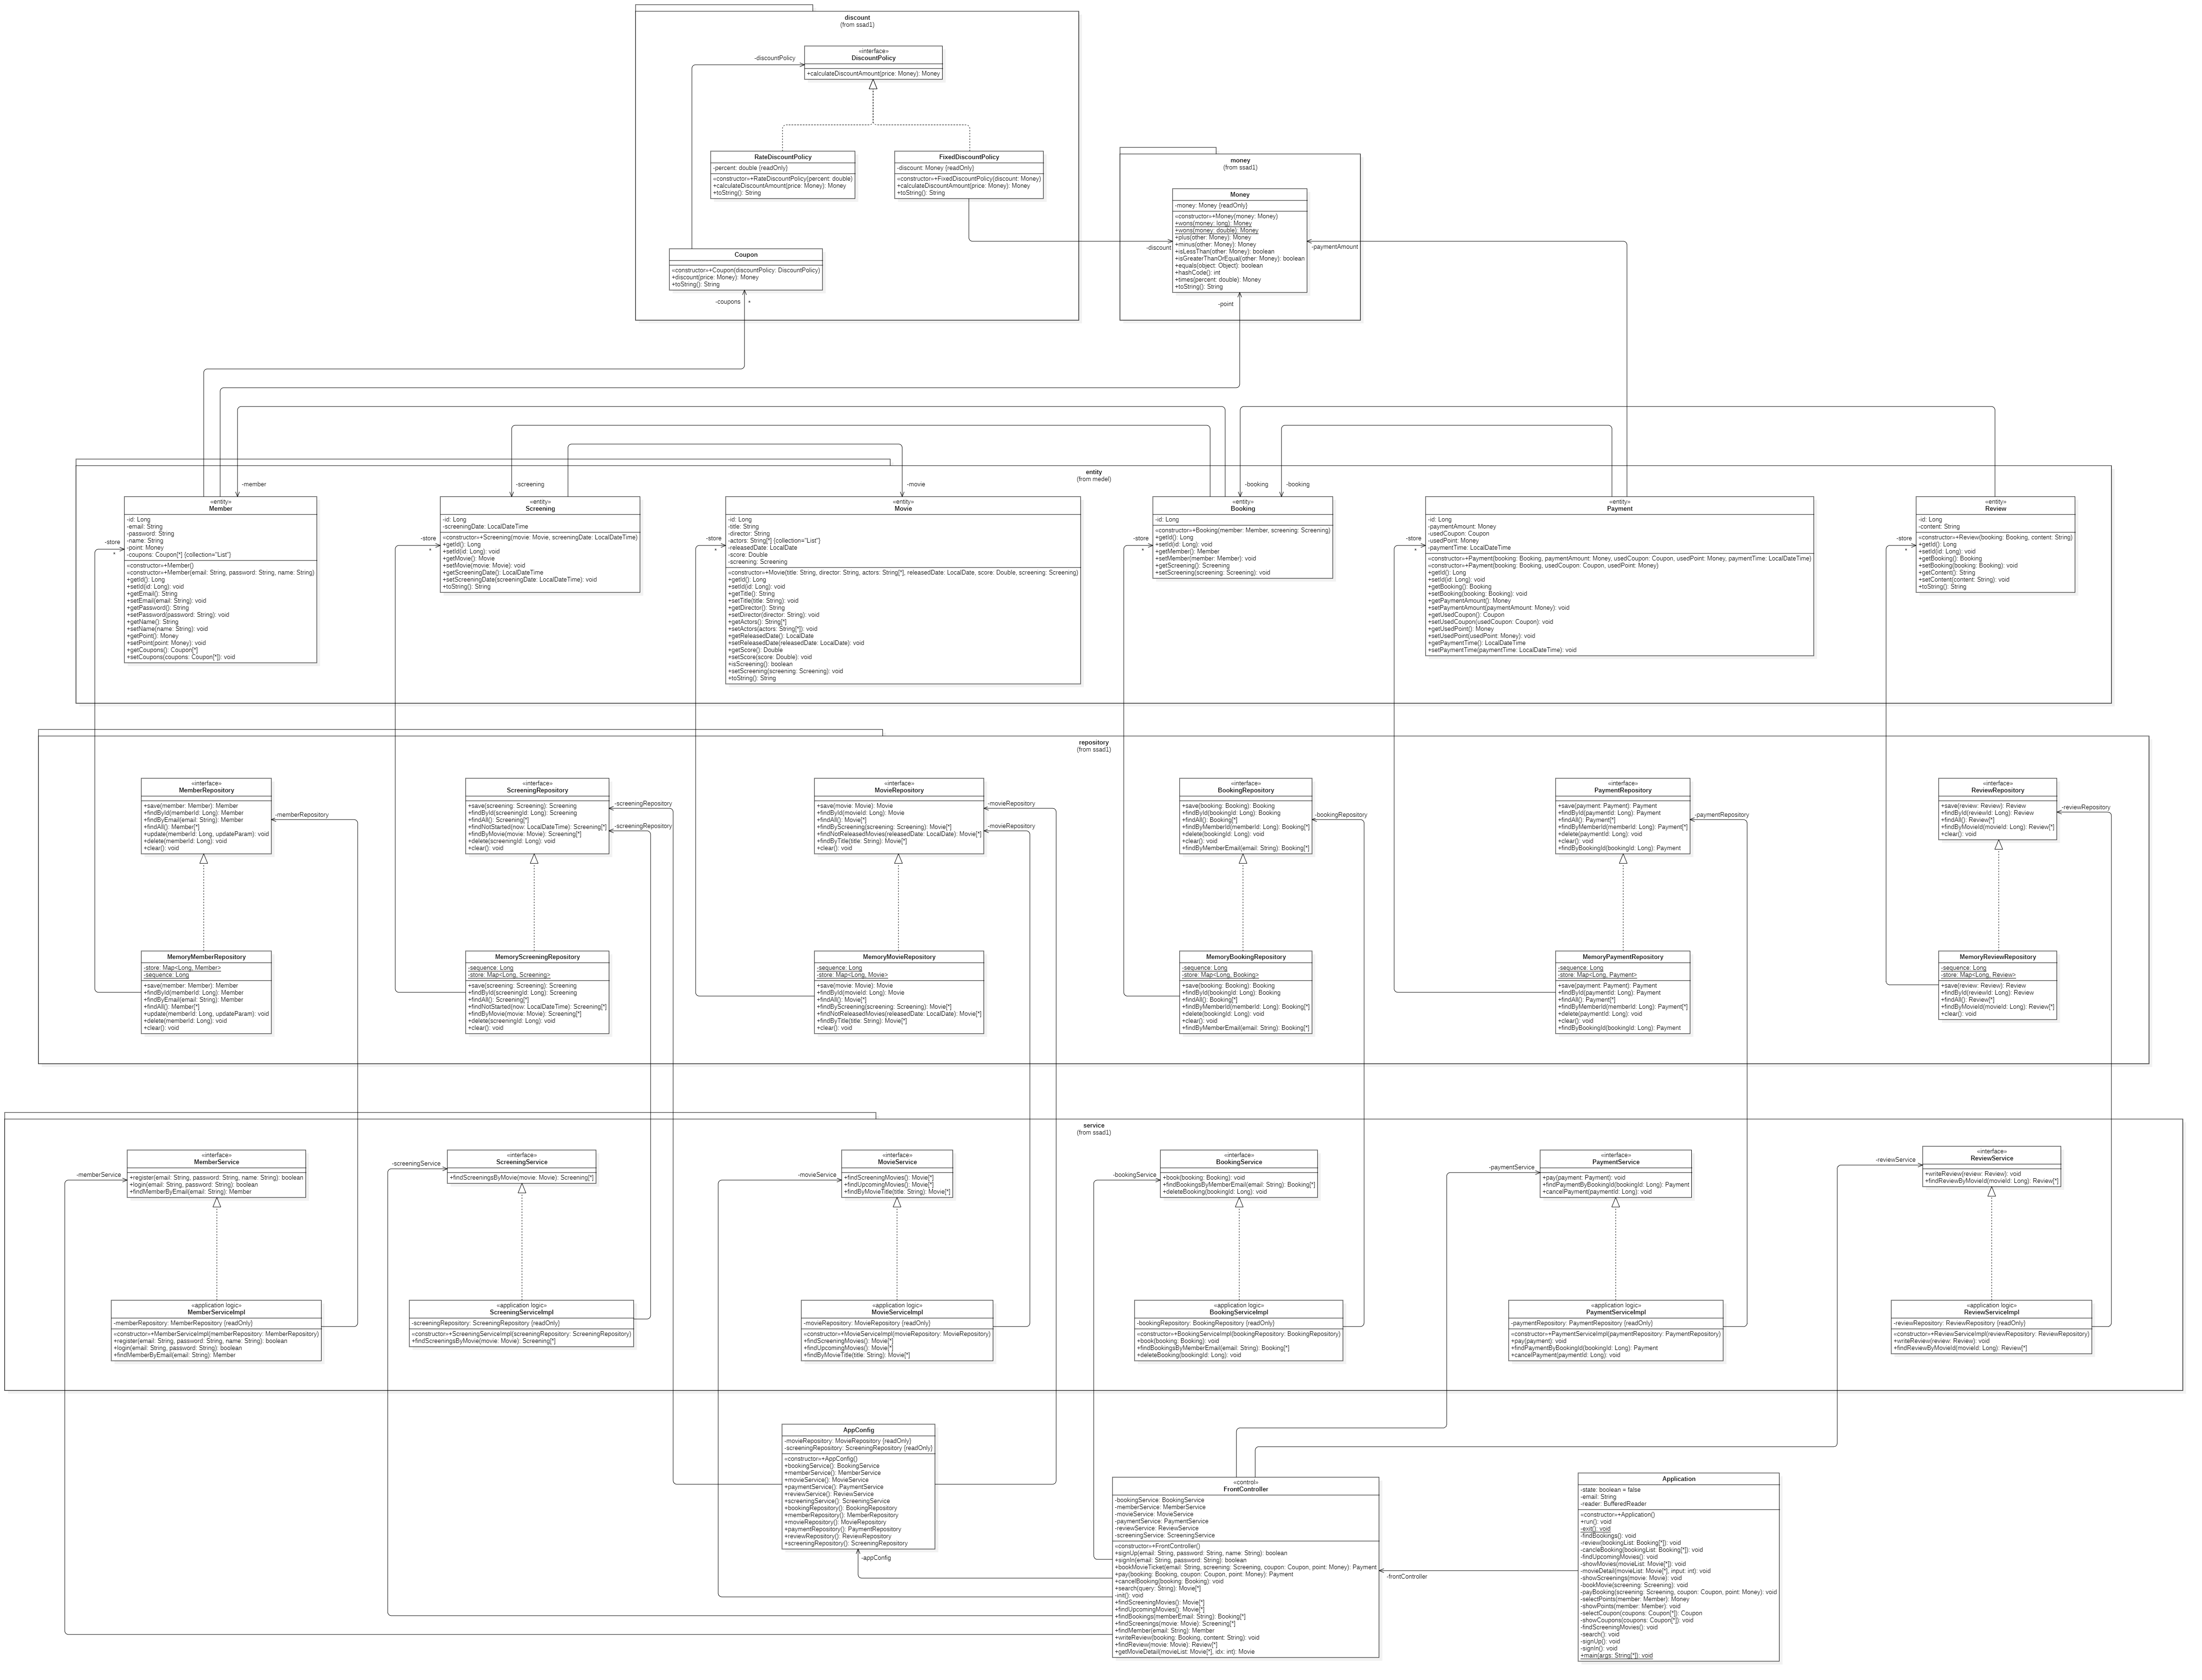 discount
(from ssad1)
«interface»
DiscountPolicy
+calculateDiscountAmount(price: Money): Money
-discountPolicy
RateDiscountPolicy
-percent: double {readOnly}
«constructor»+RateDiscountPolicy(percent: double)
+calculateDiscountAmount(price: Money): Money
+toString(): String
FixedDiscountPolicy
-discount: Money {readOnly}
«constructor»+FixedDiscountPolicy(discount: Money)
+calculateDiscountAmount(price: Money): Money
+toString(): String
Coupon
«constructor»+Coupon(discountPolicy: DiscountPolicy)
+discount(price: Money): Money
+toString(): String
-coupons
*
money
(from ssad1)
Money
-money: Money {readOnly}
«constructor»+Money(money: Money)
+wons(money: long): Money
+wons(money: double): Money
+plus(other: Money): Money
+minus(other: Money): Money
+isLessThan(other: Money): boolean
+isGreaterThanOrEqual(other: Money): boolean
+equals(object: Object): boolean
+hashCode(): int
+times(percent: double): Money
+toString(): String
-discount
-paymentAmount
-point
entity
(from medel)
-member
-screening
-movie
-booking
-booking
«entity»
Member
-id: Long
-email: String
-password: String
-name: String
-point: Money
-coupons: Coupon[*] {collection="List"}
«constructor»+Member()
«constructor»+Member(email: String, password: String, name: String)
+getId(): Long
+setId(id: Long): void
+getEmail(): String
+setEmail(email: String): void
+getPassword(): String
+setPassword(password: String): void
+getName(): String
+setName(name: String): void
+getPoint(): Money
+setPoint(point: Money): void
+getCoupons(): Coupon[*]
+setCoupons(coupons: Coupon[*]): void
-store
*
«entity»
Screening
-id: Long
-screeningDate: LocalDateTime
«constructor»+Screening(movie: Movie, screeningDate: LocalDateTime)
+getId(): Long
+setId(id: Long): void
+getMovie(): Movie
+setMovie(movie: Movie): void
+getScreeningDate(): LocalDateTime
+setScreeningDate(screeningDate: LocalDateTime): void
+toString(): String
-store
*
«entity»
Movie
-id: Long
-title: String
-director: String
-actors: String[*] {collection="List"}
-releasedDate: LocalDate
-score: Double
-screening: Screening
«constructor»+Movie(title: String, director: String, actors: String[*], releasedDate: LocalDate, score: Double, screening: Screening)
+getId(): Long
+setId(id: Long): void
+getTitle(): String
+setTitle(title: String): void
+getDirector(): String
+setDirector(director: String): void
+getActors(): String[*]
+setActors(actors: String[*]): void
+getReleasedDate(): LocalDate
+setReleasedDate(releasedDate: LocalDate): void
+getScore(): Double
+setScore(score: Double): void
+isScreening(): boolean
+setScreening(screening: Screening): void
+toString(): String
-store
*
«entity»
Booking
-id: Long
«constructor»+Booking(member: Member, screening: Screening)
+getId(): Long
+setId(id: Long): void
+getMember(): Member
+setMember(member: Member): void
+getScreening(): Screening
+setScreening(screening: Screening): void
-store
*
«entity»
Payment
-id: Long
-paymentAmount: Money
-usedCoupon: Coupon
-usedPoint: Money
-paymentTime: LocalDateTime
«constructor»+Payment(booking: Booking, paymentAmount: Money, usedCoupon: Coupon, usedPoint: Money, paymentTime: LocalDateTime)
«constructor»+Payment(booking: Booking, usedCoupon: Coupon, usedPoint: Money)
+getId(): Long
+setId(id: Long): void
+getBooking(): Booking
+setBooking(booking: Booking): void
+getPaymentAmount(): Money
+setPaymentAmount(paymentAmount: Money): void
+getUsedCoupon(): Coupon
+setUsedCoupon(usedCoupon: Coupon): void
+getUsedPoint(): Money
+setUsedPoint(usedPoint: Money): void
+getPaymentTime(): LocalDateTime
+setPaymentTime(paymentTime: LocalDateTime): void
-store
*
«entity»
Review
-id: Long
-content: String
«constructor»+Review(booking: Booking, content: String)
+getId(): Long
+setId(id: Long): void
+getBooking(): Booking
+setBooking(booking: Booking): void
+getContent(): String
+setContent(content: String): void
+toString(): String
-store
*
repository
(from ssad1)
«interface»
MemberRepository
+save(member: Member): Member
+findById(memberId: Long): Member
+findByEmail(email: String): Member
+findAll(): Member[*]
+update(memberId: Long, updateParam): void
+delete(memberId: Long): void
+clear(): void
-memberRepository
«interface»
ScreeningRepository
+save(screening: Screening): Screening
+findById(screeningId: Long): Screening
+findAll(): Screening[*]
+findNotStarted(now: LocalDateTime): Screening[*]
+findByMovie(movie: Movie): Screening[*]
+delete(screeningId: Long): void
+clear(): void
-screeningRepository
-screeningRepository
«interface»
MovieRepository
+save(movie: Movie): Movie
+findById(movieId: Long): Movie
+findAll(): Movie[*]
+findByScreening(screening: Screening): Movie[*]
+findNotReleasedMovies(releasedDate: LocalDate): Movie[*]
+findByTitle(title: String): Movie[*]
+clear(): void
-movieRepository
-movieRepository
«interface»
BookingRepository
+save(booking: Booking): Booking
+findById(bookingId: Long): Booking
+findAll(): Booking[*]
+findByMemberId(memberId: Long): Booking[*]
+delete(bookingId: Long): void
+clear(): void
+findByMemberEmail(email: String): Booking[*]
-bookingRepository
«interface»
PaymentRepository
+save(payment: Payment): Payment
+findById(paymentId: Long): Payment
+findAll(): Payment[*]
+findByMemberId(memberId: Long): Payment[*]
+delete(paymentId: Long): void
+clear(): void
+findByBookingId(bookingId: Long): Payment
-paymentRepository
«interface»
ReviewRepository
+save(review: Review): Review
+findById(reviewId: Long): Review
+findAll(): Review[*]
+findByMovieId(movieId: Long): Review[*]
+clear(): void
-reviewRepository
MemoryMemberRepository
-store: Map<Long, Member>
-sequence: Long
+save(member: Member): Member
+findById(memberId: Long): Member
+findByEmail(email: String): Member
+findAll(): Member[*]
+update(memberId: Long, updateParam): void
+delete(memberId: Long): void
+clear(): void
MemoryScreeningRepository
-sequence: Long
-store: Map<Long, Screening>
+save(screening: Screening): Screening
+findById(screeningId: Long): Screening
+findAll(): Screening[*]
+findNotStarted(now: LocalDateTime): Screening[*]
+findByMovie(movie: Movie): Screening[*]
+delete(screeningId: Long): void
+clear(): void
MemoryMovieRepository
-sequence: Long
-store: Map<Long, Movie>
+save(movie: Movie): Movie
+findById(movieId: Long): Movie
+findAll(): Movie[*]
+findByScreening(screening: Screening): Movie[*]
+findNotReleasedMovies(releasedDate: LocalDate): Movie[*]
+findByTitle(title: String): Movie[*]
+clear(): void
MemoryBookingRepository
-sequence: Long
-store: Map<Long, Booking>
+save(booking: Booking): Booking
+findById(bookingId: Long): Booking
+findAll(): Booking[*]
+findByMemberId(memberId: Long): Booking[*]
+delete(bookingId: Long): void
+clear(): void
+findByMemberEmail(email: String): Booking[*]
MemoryPaymentRepository
-sequence: Long
-store: Map<Long, Payment>
+save(payment: Payment): Payment
+findById(paymentId: Long): Payment
+findAll(): Payment[*]
+findByMemberId(memberId: Long): Payment[*]
+delete(paymentId: Long): void
+clear(): void
+findByBookingId(bookingId: Long): Payment
MemoryReviewRepository
-sequence: Long
-store: Map<Long, Review>
+save(review: Review): Review
+findById(reviewId: Long): Review
+findAll(): Review[*]
+findByMovieId(movieId: Long): Review[*]
+clear(): void
service
(from ssad1)
-memberService
«interface»
MemberService
+register(email: String, password: String, name: String): boolean
+login(email: String, password: String): boolean
+findMemberByEmail(email: String): Member
-screeningService
«interface»
ScreeningService
+findScreeningsByMovie(movie: Movie): Screening[*]
-movieService
«interface»
MovieService
+findScreeningMovies(): Movie[*]
+findUpcomingMovies(): Movie[*]
+findByMovieTitle(title: String): Movie[*]
-bookingService
«interface»
BookingService
+book(booking: Booking): void
+findBookingsByMemberEmail(email: String): Booking[*]
+deleteBooking(bookingId: Long): void
-paymentService
«interface»
PaymentService
+pay(payment: Payment): void
+findPaymentByBookingId(bookingId: Long): Payment
+cancelPayment(paymentId: Long): void
-reviewService
«interface»
ReviewService
+writeReview(review: Review): void
+findReviewByMovieId(movieId: Long): Review[*]
«application logic»
MemberServiceImpl
-memberRepository: MemberRepository {readOnly}
«constructor»+MemberServiceImpl(memberRepository: MemberRepository)
+register(email: String, password: String, name: String): boolean
+login(email: String, password: String): boolean
+findMemberByEmail(email: String): Member
«application logic»
ScreeningServiceImpl
-screeningRepository: ScreeningRepository {readOnly}
«constructor»+ScreeningServiceImpl(screeningRepository: ScreeningRepository)
+findScreeningsByMovie(movie: Movie): Screening[*]
«application logic»
MovieServiceImpl
-movieRepository: MovieRepository {readOnly}
«constructor»+MovieServiceImpl(movieRepository: MovieRepository)
+findScreeningMovies(): Movie[*]
+findUpcomingMovies(): Movie[*]
+findByMovieTitle(title: String): Movie[*]
«application logic»
BookingServiceImpl
-bookingRepository: BookingRepository {readOnly}
«constructor»+BookingServiceImpl(bookingRepository: BookingRepository)
+book(booking: Booking): void
+findBookingsByMemberEmail(email: String): Booking[*]
+deleteBooking(bookingId: Long): void
«application logic»
PaymentServiceImpl
-paymentRepository: PaymentRepository {readOnly}
«constructor»+PaymentServiceImpl(paymentRepository: PaymentRepository)
+pay(payment): void
+findPaymentByBookingId(bookingId: Long): Payment
+cancelPayment(paymentId: Long): void
«application logic»
ReviewServiceImpl
-reviewRepository: ReviewRepository {readOnly}
«constructor»+ReviewServiceImpl(reviewRepository: ReviewRepository)
+writeReview(review: Review): void
+findReviewByMovieId(movieId: Long): Review[*]
AppConfig
-movieRepository: MovieRepository {readOnly}
-screeningRepository: ScreeningRepository {readOnly}
«constructor»+AppConfig()
+bookingService(): BookingService
+memberService(): MemberService
+movieService(): MovieService
+paymentService(): PaymentService
+reviewService(): ReviewService
+screeningService(): ScreeningService
+bookingRepository(): BookingRepository
+memberRepository(): MemberRepository
+movieRepository(): MovieRepository
+paymentRepository(): PaymentRepository
+reviewRepository(): ReviewRepository
+screeningRepository(): ScreeningRepository
-appConfig
«control»
FrontController
-bookingService: BookingService
-memberService: MemberService
-movieService: MovieService
-paymentService: PaymentService
-reviewService: ReviewService
-screeningService: ScreeningService
«constructor»+FrontController()
+signUp(email: String, password: String, name: String): boolean
+signIn(email: String, password: String): boolean
+bookMovieTicket(email: String, screening: Screening, coupon: Coupon, point: Money): Payment
+pay(booking: Booking, coupon: Coupon, point: Money): Payment
+cancelBooking(booking: Booking): void
+search(query: String): Movie[*]
-init(): void
+findScreeningMovies(): Movie[*]
+findUpcomingMovies(): Movie[*]
+findBookings(memberEmail: String): Booking[*]
+findScreenings(movie: Movie): Screening[*]
+findMember(email: String): Member
+writeReview(booking: Booking, content: String): void
+findReview(movie: Movie): Review[*]
+getMovieDetail(movieList: Movie[*], idx: int): Movie
-frontController
Application
-state: boolean = false
-email: String
-reader: BufferedReader
«constructor»+Application()
+run(): void
-exit(): void
-findBookings(): void
-review(bookingList: Booking[*]): void
-cancleBooking(bookingList: Booking[*]): void
-findUpcomingMovies(): void
-showMovies(movieList: Movie[*]): void
-movieDetail(movieList: Movie[*], input: int): void
-showScreenings(movie: Movie): void
-bookMovie(screening: Screening): void
-payBooking(screening: Screening, coupon: Coupon, point: Money): void
-selectPoints(member: Member): Money
-showPoints(member: Member): void
-selectCoupon(coupons: Coupon[*]): Coupon
-showCoupons(coupons: Coupon[*]): void
-findScreeningMovies(): void
-search(): void
-signUp(): void
-signIn(): void
+main(args: String[*]): void